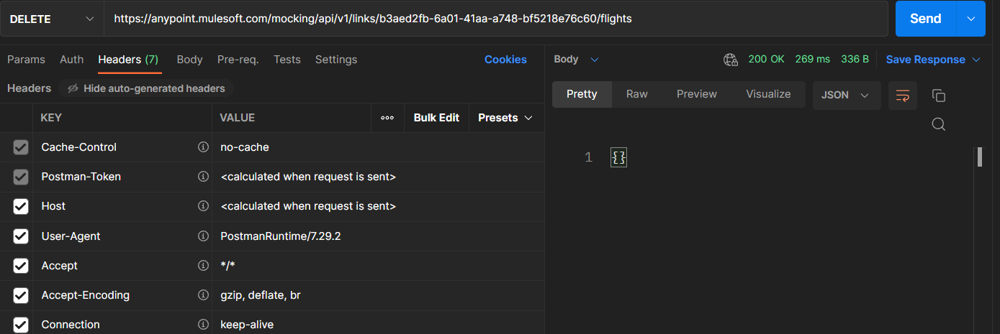 DELETE https://anypoint.mulesoft.com/mocking/api/v1/links/b3aed2fb-6a01-41aa-a748-bf5218e76c60/flights Send
Params Auth Headers (7) Body Pre-req. Tests Settings Cookies
Headers Hide auto-generated headers
KEY VALUE Bulk Edit Presets
Cache-Control no-cache
Postman-Token <calculated when request is sent>
Host <calculated when request is sent>
User-Agent PostmanRuntime/7.29.2
Accept */*
Accept-Encoding gzip, deflate, br
Connection keep-alive
Body 200 OK 269 ms 336 B Save Response
Pretty Raw Preview Visualize JSON
1 {}